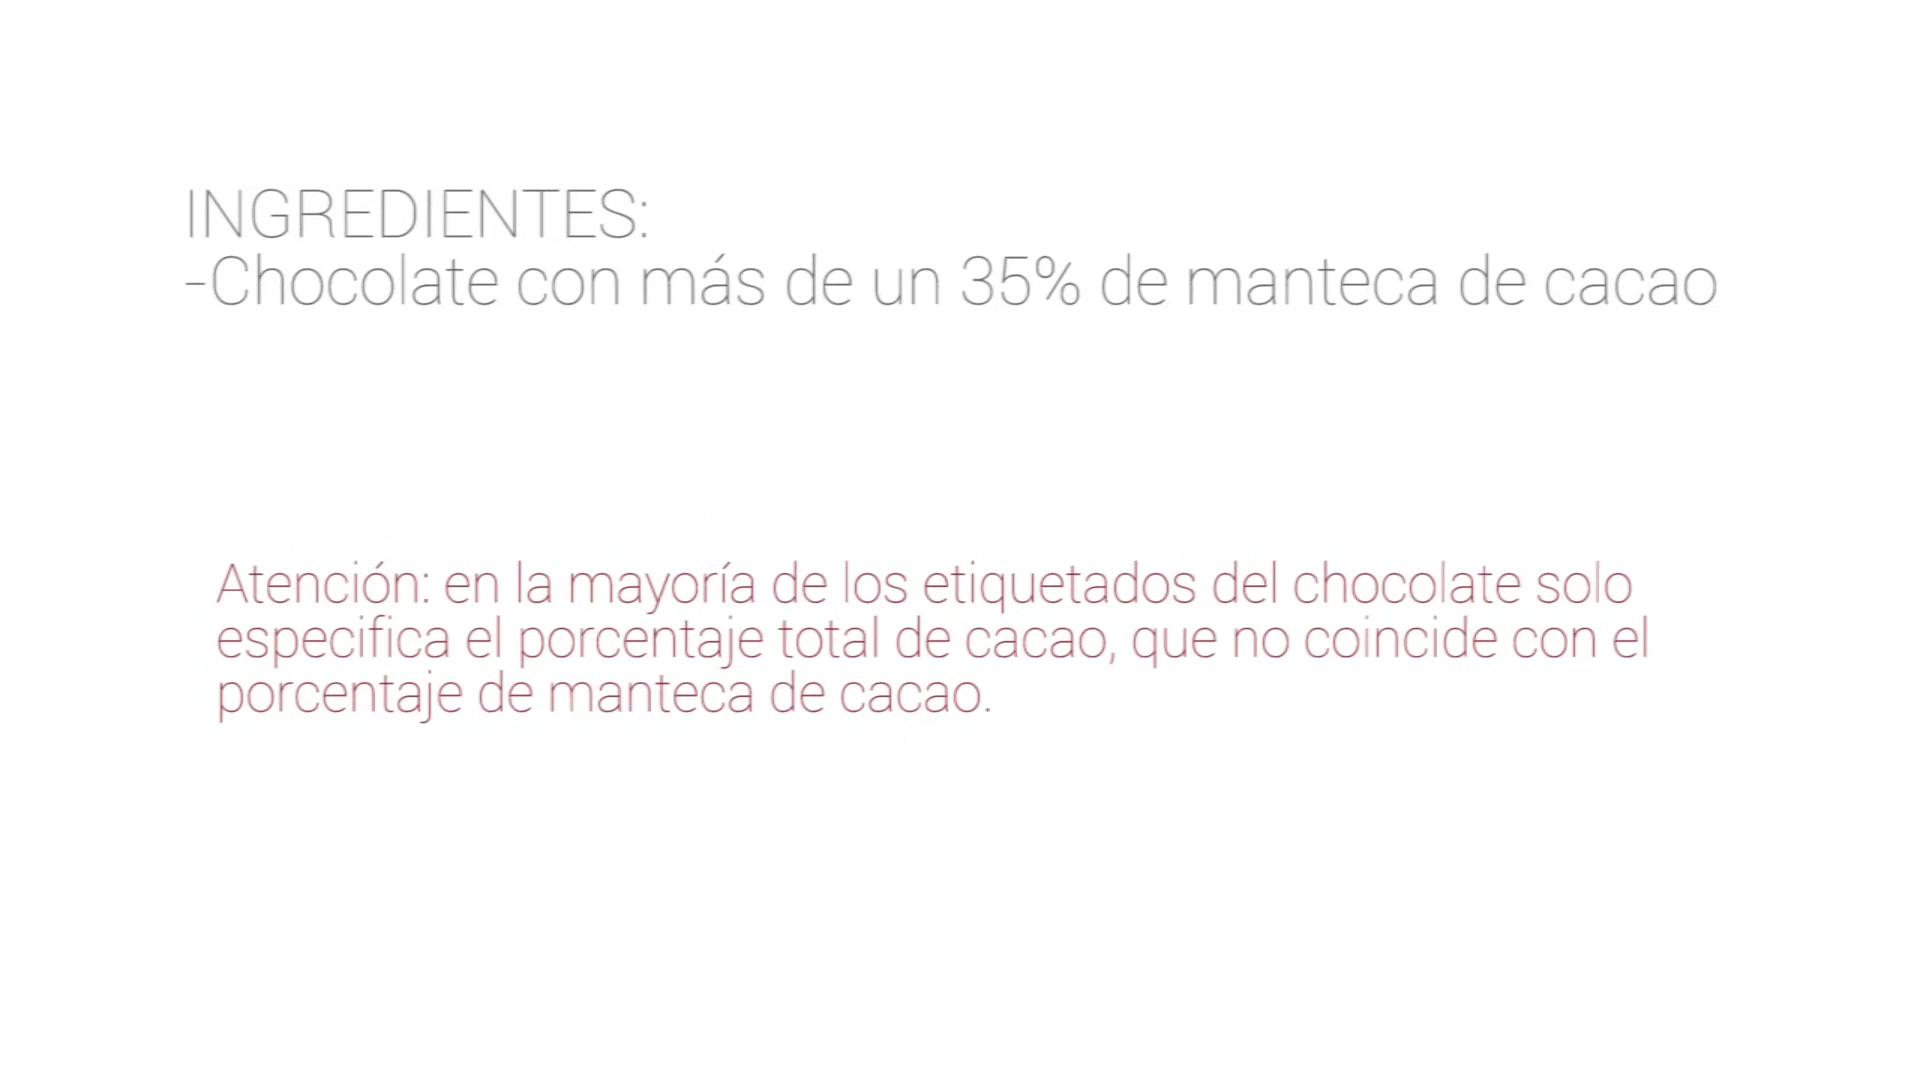 INGREDIENTES:
-Chocolate con más de un 35% de manteca de cacao
Atención: en la mayoría de los etiquetados del chocolate solo
especifica el porcentaje total de cacao, que no coincide con el
porcentaje de manteca de cacao.